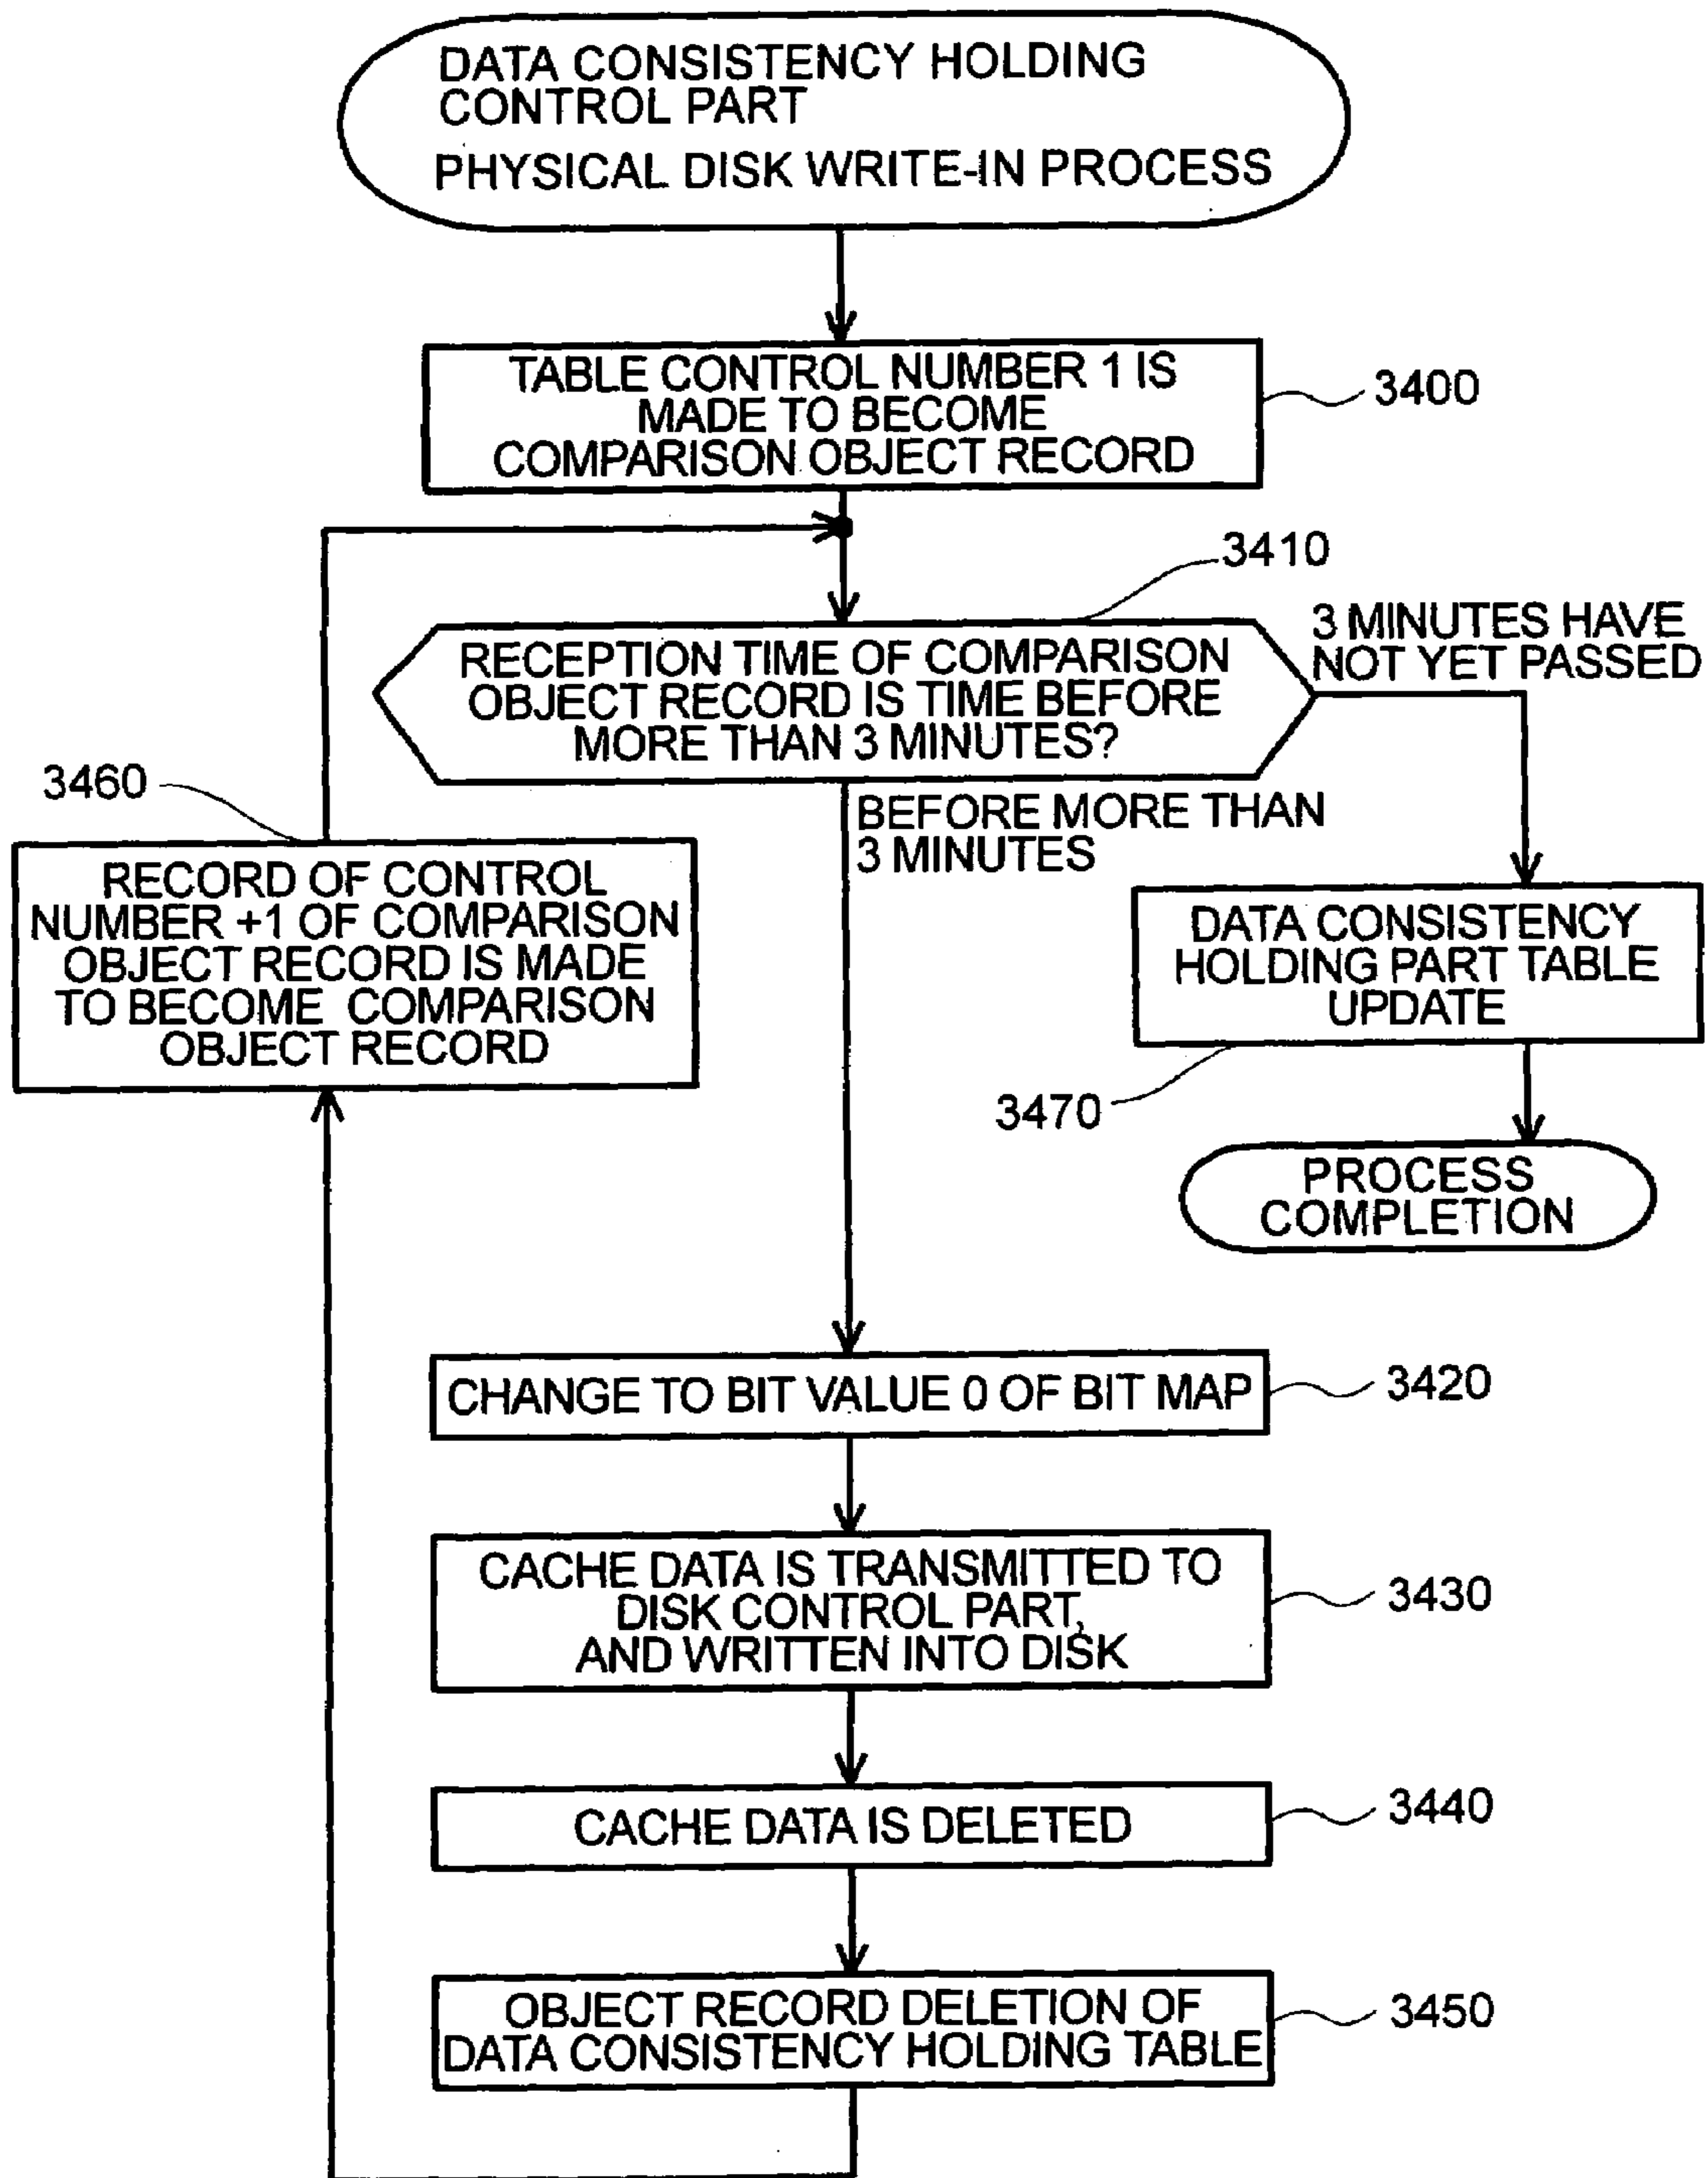 DATA CONSISTENCY HOLDING
CONTROL PART
PHYSICAL DISK WRITE-IN PROCESS
TABLE CONTROL NUMBER 1 IS
MADE TO BECOME
COMPARISON OBJECT RECORD
3400
3410
RECEPTION TIME OF COMPARISON
OBJECT RECORD IS TIME BEFORE
MORE THAN 3 MINUTES?
3 MINUTES HAVE
NOT YET PASSED
3460
RECORD OF CONTROL
NUMBER +1 OF COMPARISON
OBJECT RECORD IS MADE
TO BECOME COMPARISON
OBJECT RECORD
BEFORE MORE THAN
3 MINUTES
DATA CONSISTENCY
HOLDING PART TABLE
UPDATE
3470
PROCESS
COMPLETION
CHANGE TO BIT VALUE 0 OF BIT MAP
3420
CACHE DATA IS TRANSMITTED TO
DISK CONTROL PART,
AND WRITTEN INTO DISK
3430
CACHE DATA IS DELETED
3440
OBJECT RECORD DELETION OF
DATA CONSISTENCY HOLDING TABLE
3450